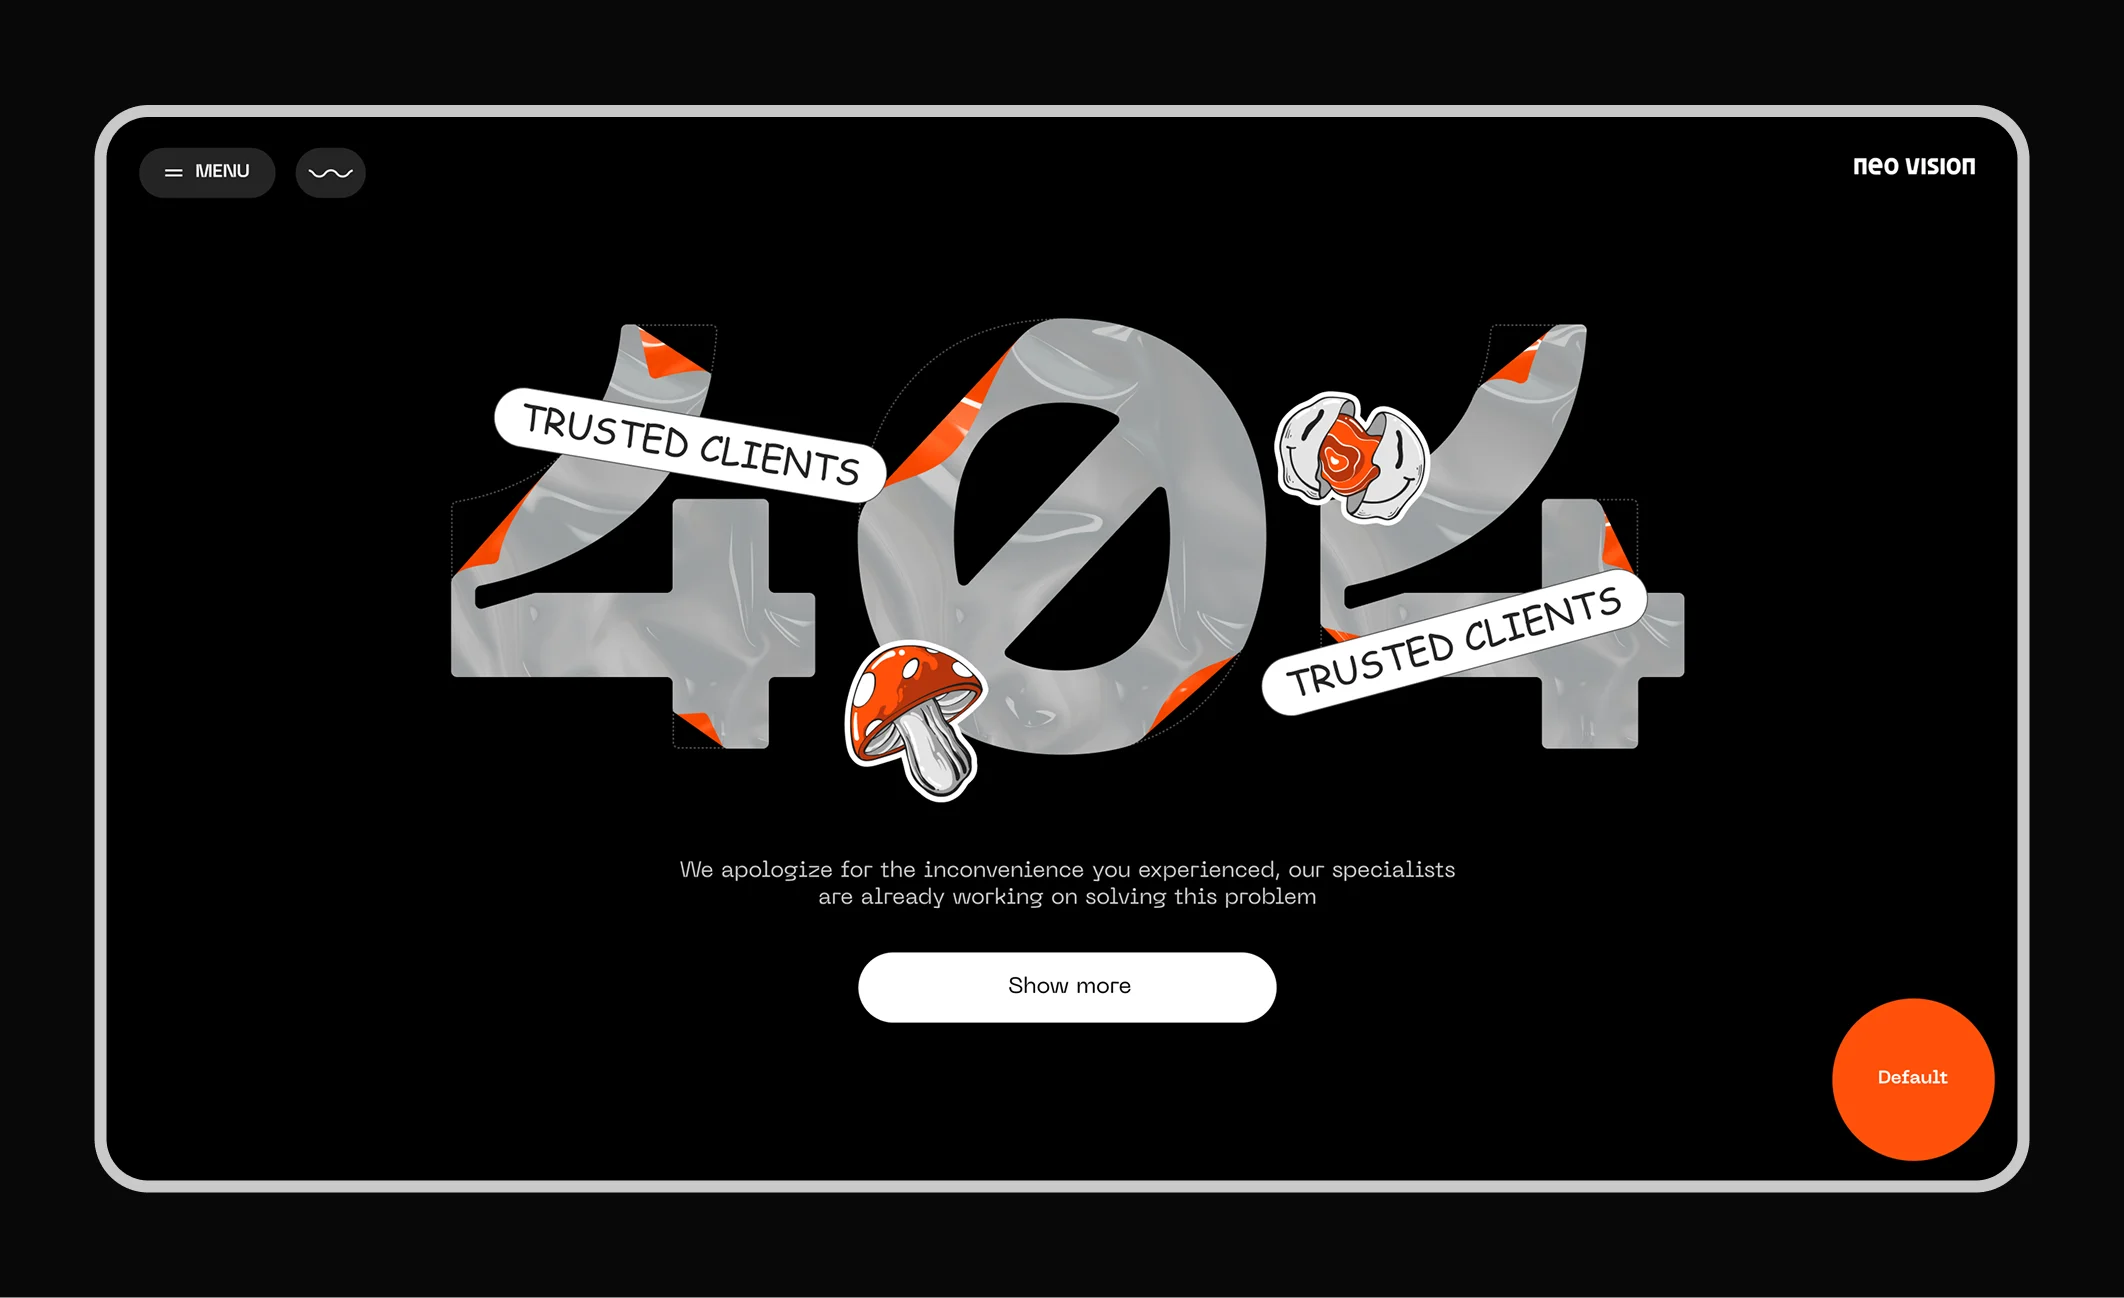 MENU
neo vision
404
TRUSTED CLIENTS
TRUSTED CLIENTS
We apologize for the inconvenience you experienced, our specialists
are already working on solving this problem
Show more
Default